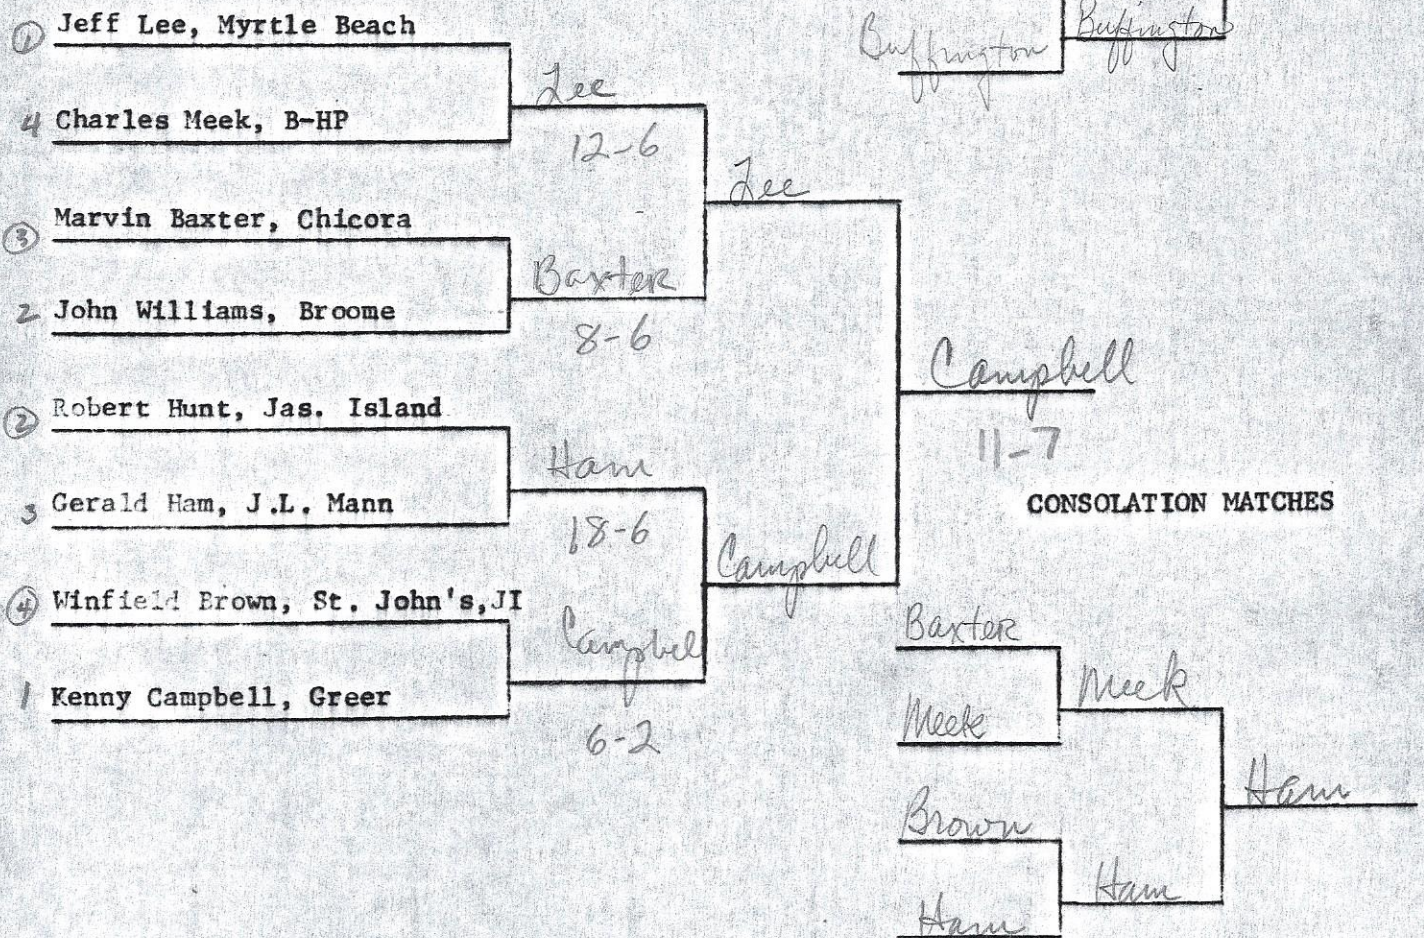 ① Jeff Lee, Myrtle Beach
4 Charles Meek, B-HP
③ Marvin Baxter, Chicora
2 John Williams, Broome
② Robert Hunt, Jas. Island
3 Gerald Ham, J.L. Mann
④ Winfield Brown, St. John's,JI
1 Kenny Campbell, Greer
Lee
12-6
Baxter
8-6
Ham
18-6
Campbel
6-2
Lee
Campbell
Campbell
11-7
Buffington
Buffington
CONSOLATION MATCHES
Baxter
Meek
Brown
Ham
Meek
Ham
Ham